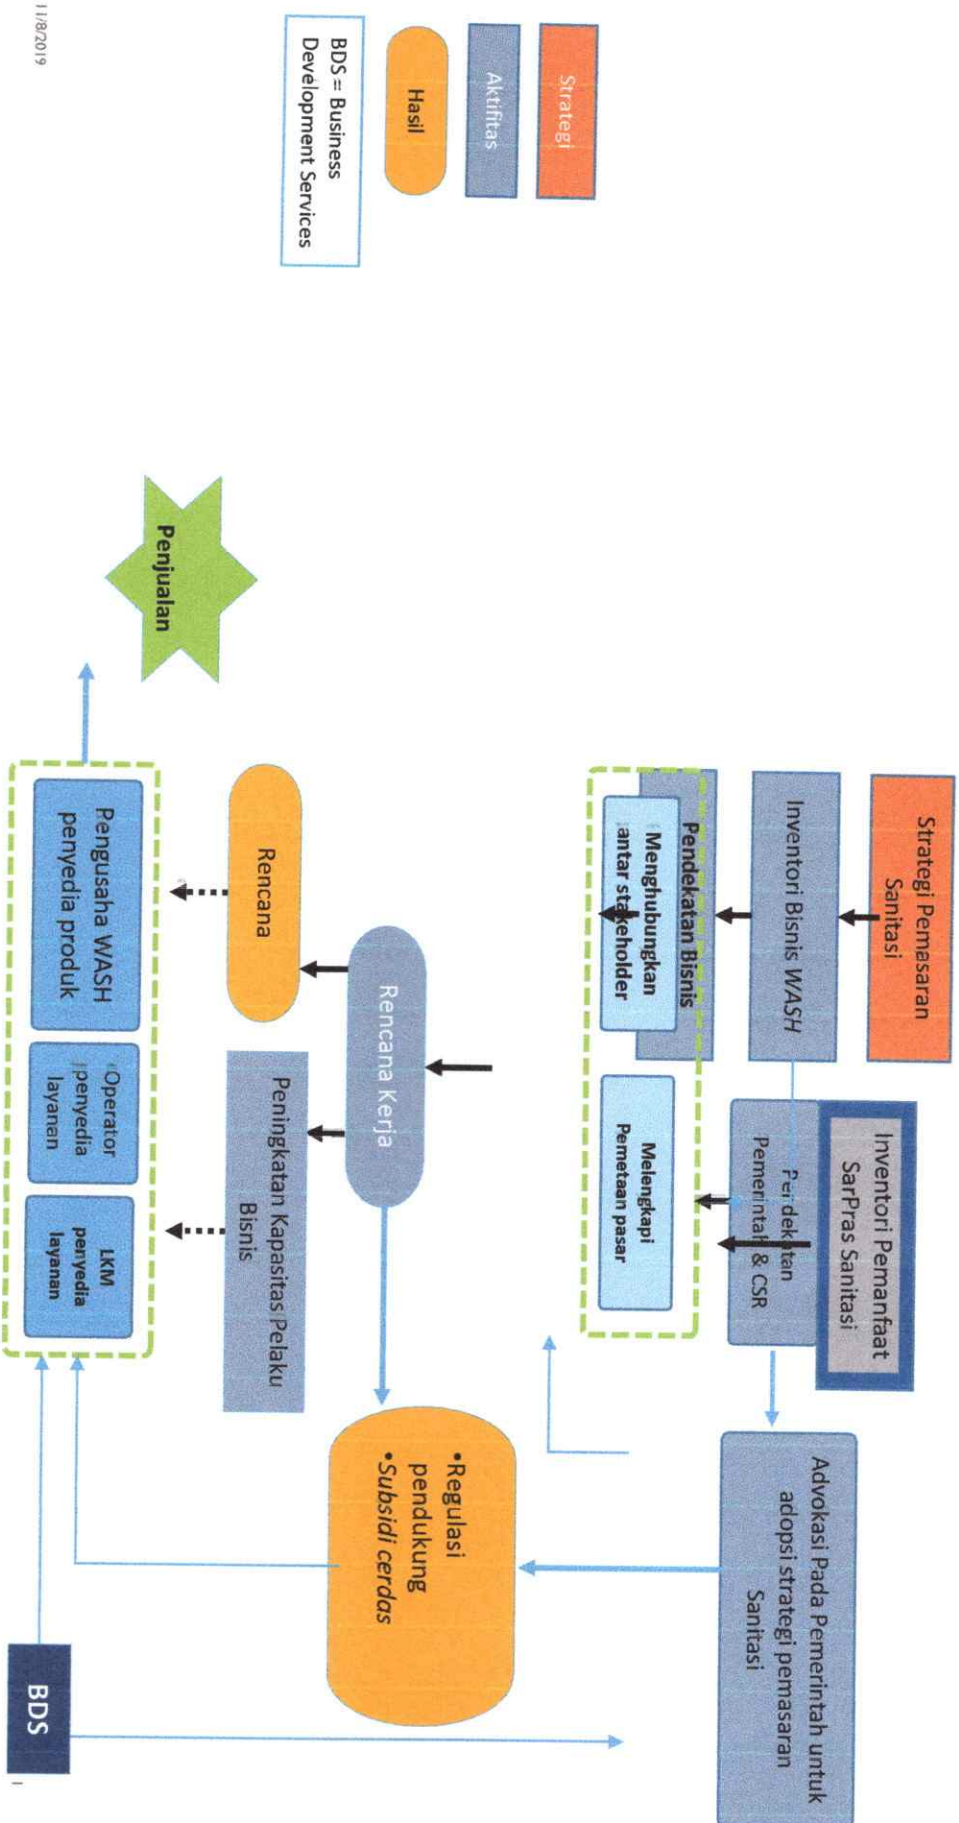 Strategi Pemasaran
Sanitasi
Inventori Bisnis WASH
Inventori Pemanfaat
SarPras Sanitasi
Pendekatan
Pemerintah & CSR
Advokasi Pada Pemerintah untuk
adopsi strategi pemasaran
Sanitasi
Pendekatan Bisnis
Menghubungkan
antar stakeholder
Melengkapi
Pemetaan pasar
Strategi
Aktifitas
Hasil
BDS = Business
Development Services
Rencana Kerja
•Regulasi
pendukung
•Subsidi cerdas
Rencana
Peningkatan Kapasitas Pelaku
Bisnis
Penjualan
Pengusaha WASH
penyedia produk
Operator
penyedia
layanan
LKM
penyedia
layanan
BDS
11/8/2019
1